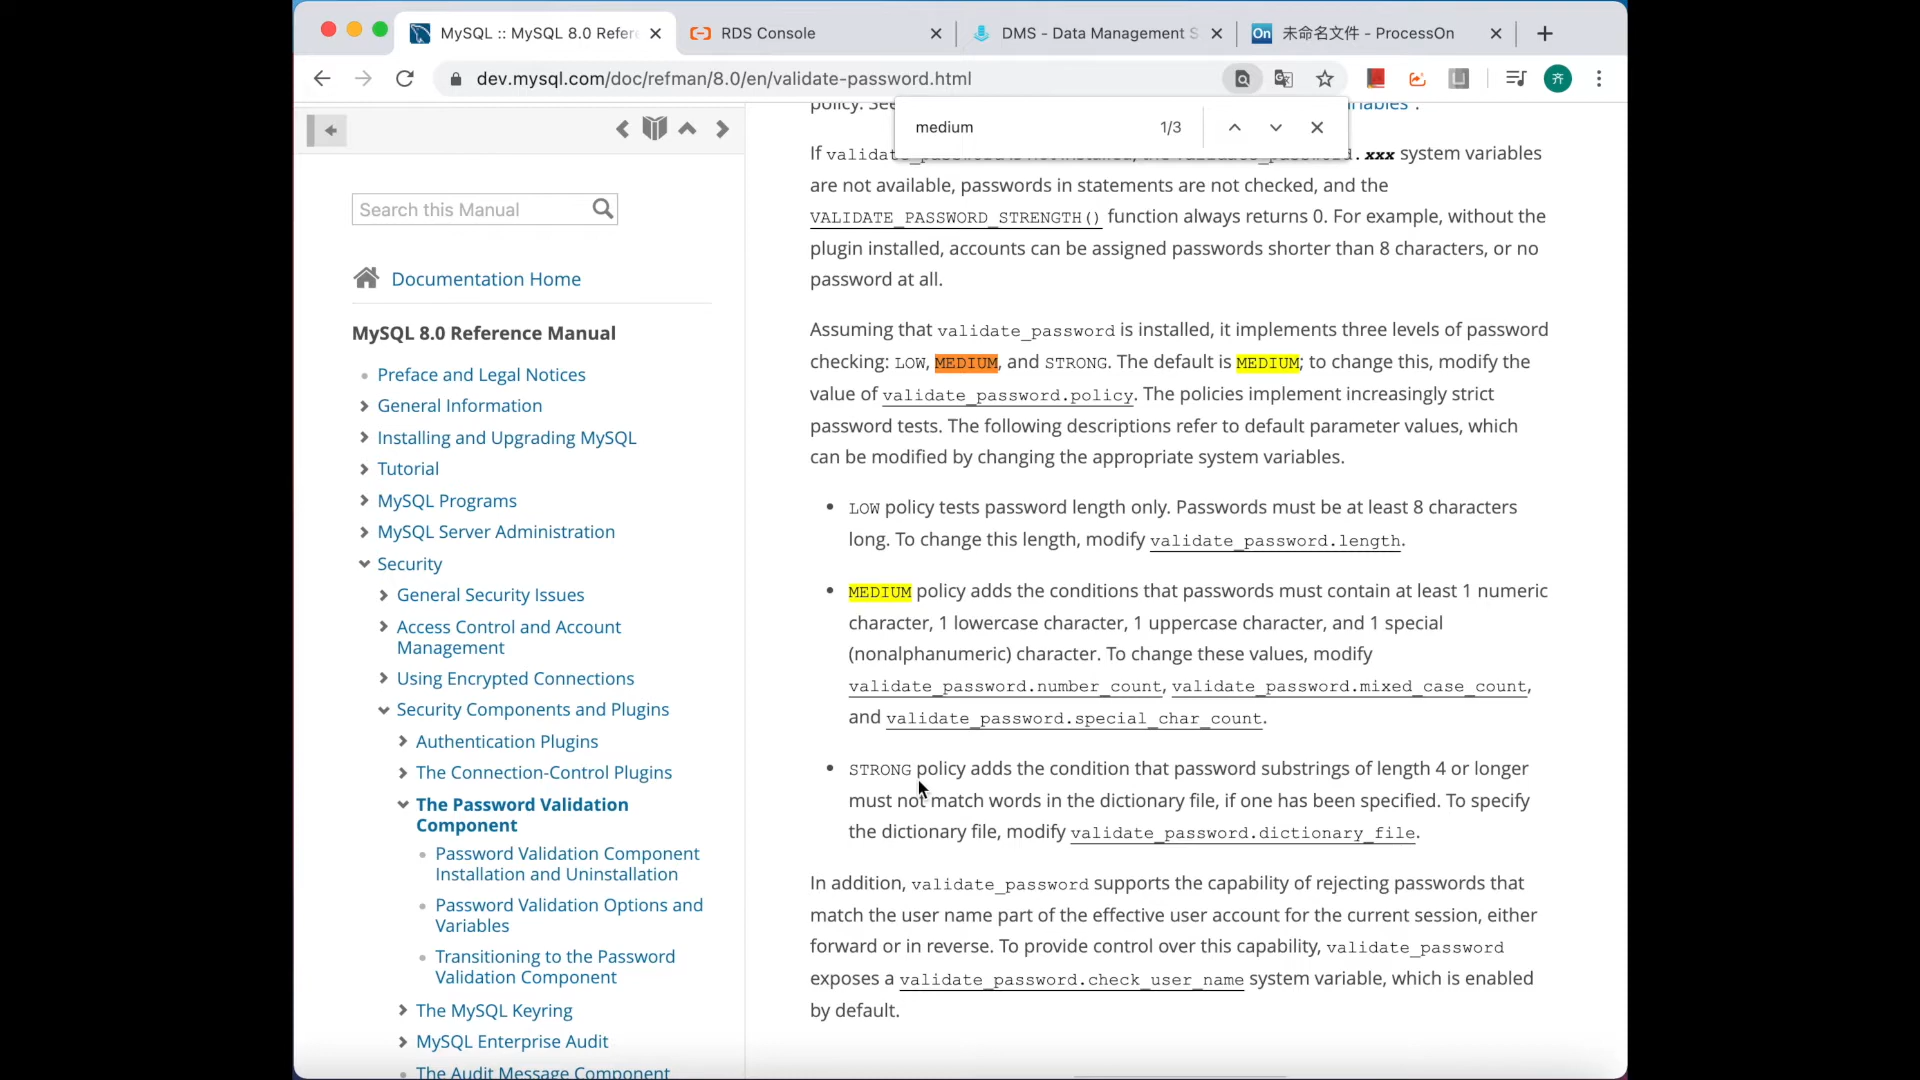 MySQL :: MySQL 8.0 Refere
RDS Console
DMS - Data Management S
On
未命名文件 - ProcessOn
dev.mysql.com/doc/refman/8.0/en/validate-password.html
齐
medium
1/3
Search this Manual
Documentation Home
MySQL 8.0 Reference Manual
Preface and Legal Notices
General Information
Installing and Upgrading MySQL
Tutorial
MySQL Programs
MySQL Server Administration
Security
General Security Issues
Access Control and Account
Management
Using Encrypted Connections
Security Components and Plugins
Authentication Plugins
The Connection-Control Plugins
The Password Validation
Component
Password Validation Component
Installation and Uninstallation
Password Validation Options and
Variables
Transitioning to the Password
Validation Component
The MySQL Keyring
MySQL Enterprise Audit
The Audit Message Component
policy. See
If validate_password is not installed, the validate_password.xxx system variables
are not available, passwords in statements are not checked, and the
VALIDATE_PASSWORD_STRENGTH() function always returns 0. For example, without the
plugin installed, accounts can be assigned passwords shorter than 8 characters, or no
password at all.
Assuming that validate_password is installed, it implements three levels of password
checking: LOW, MEDIUM, and STRONG. The default is MEDIUM; to change this, modify the
value of validate_password.policy. The policies implement increasingly strict
password tests. The following descriptions refer to default parameter values, which
can be modified by changing the appropriate system variables.
LOW policy tests password length only. Passwords must be at least 8 characters
long. To change this length, modify validate_password.length.
MEDIUM policy adds the conditions that passwords must contain at least 1 numeric
character, 1 lowercase character, 1 uppercase character, and 1 special
(nonalphanumeric) character. To change these values, modify
validate_password.number_count, validate_password.mixed_case_count,
and validate_password.special_char_count.
STRONG policy adds the condition that password substrings of length 4 or longer
must not match words in the dictionary file, if one has been specified. To specify
the dictionary file, modify validate_password.dictionary_file.
In addition, validate_password supports the capability of rejecting passwords that
match the user name part of the effective user account for the current session, either
forward or in reverse. To provide control over this capability, validate_password
exposes a validate_password.check_user_name system variable, which is enabled
by default.